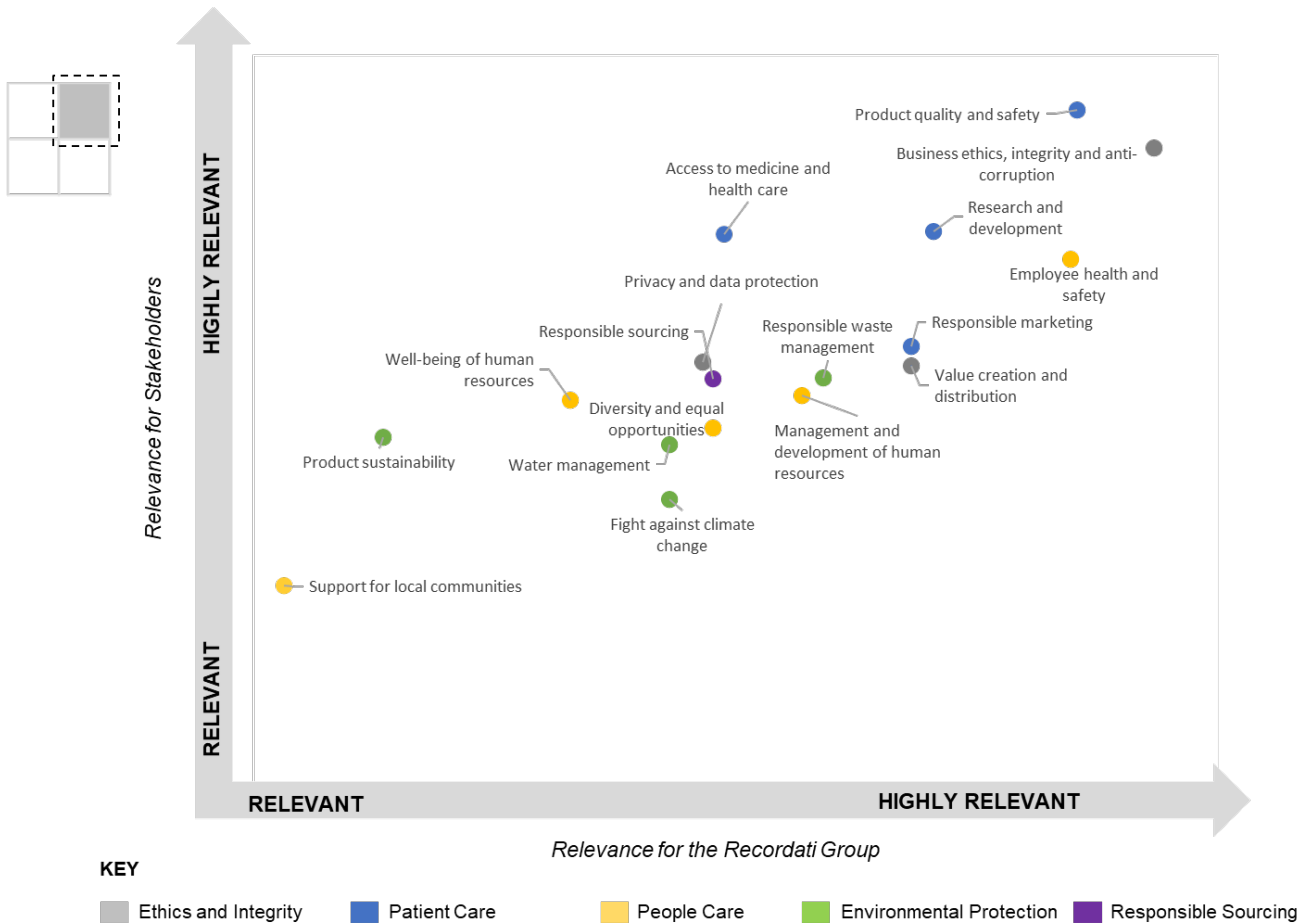 Product quality and safety
Business ethics, integrity and anti-
corruption
Access to medicine and
health care
Research and
development
Employee health and
safety
Privacy and data protection
Responsible sourcing
Responsible waste
management
Responsible marketing
Well-being of human
resources
Value creation and
distribution
Diversity and equal
opportunities
Management and
development of human
resources
Product sustainability
Water management
Fight against climate
change
Support for local communities
HIGHLY RELEVANT
Relevance for Stakeholders
RELEVANT
RELEVANT
HIGHLY RELEVANT
Relevance for the Recordati Group
KEY
Ethics and Integrity
Patient Care
People Care
Environmental Protection
Responsible Sourcing